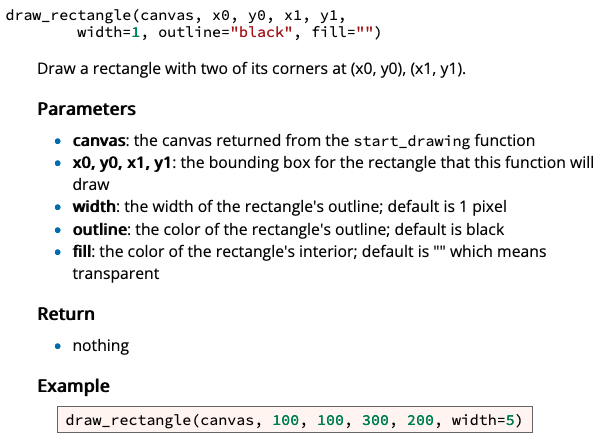 draw_rectangle(canvas, x0, y0, x1, y1,
width=1, outline="black", fill="")
Draw a rectangle with two of its corners at (x0, y0), (x1, y1).
Parameters
• canvas: the canvas returned from the start_drawing function
• x0, y0, x1, y1: the bounding box for the rectangle that this function will
draw
• width: the width of the rectangle's outline; default is 1 pixel
• outline: the color of the rectangle's outline; default is black
• fill: the color of the rectangle's interior; default is "" which means
transparent
Return
• nothing
Example
draw_rectangle(canvas, 100, 100, 300, 200, width=5)